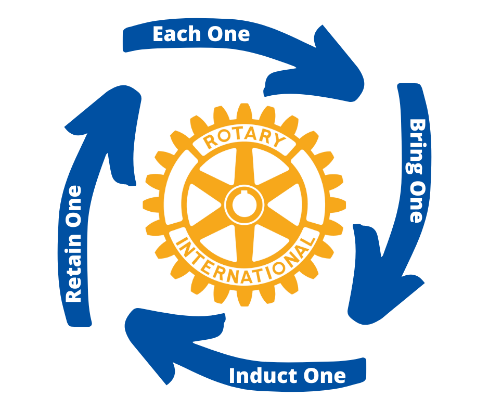 Each One
Bring One
Induct One
Retain One
ROTARY
INTERNATIONAL